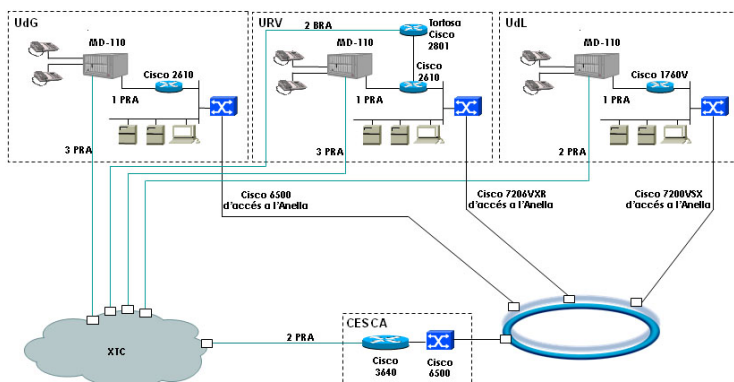 UdG
MD-110
Cisco 2610
1 PRA
3 PRA
URV
2 BRA
Tortosa
Cisco
2801
MD-110
Cisco
2610
1 PRA
3 PRA
UdL
MD-110
Cisco 1760V
1 PRA
2 PRA
Cisco 6500
d'accés a l'Anella
Cisco 7206VXR
d'accés a l'Anella
Cisco 7200VSX
d'accés a l'Anella
XTC
2 PRA
CESCA
Cisco
3640
Cisco
6500